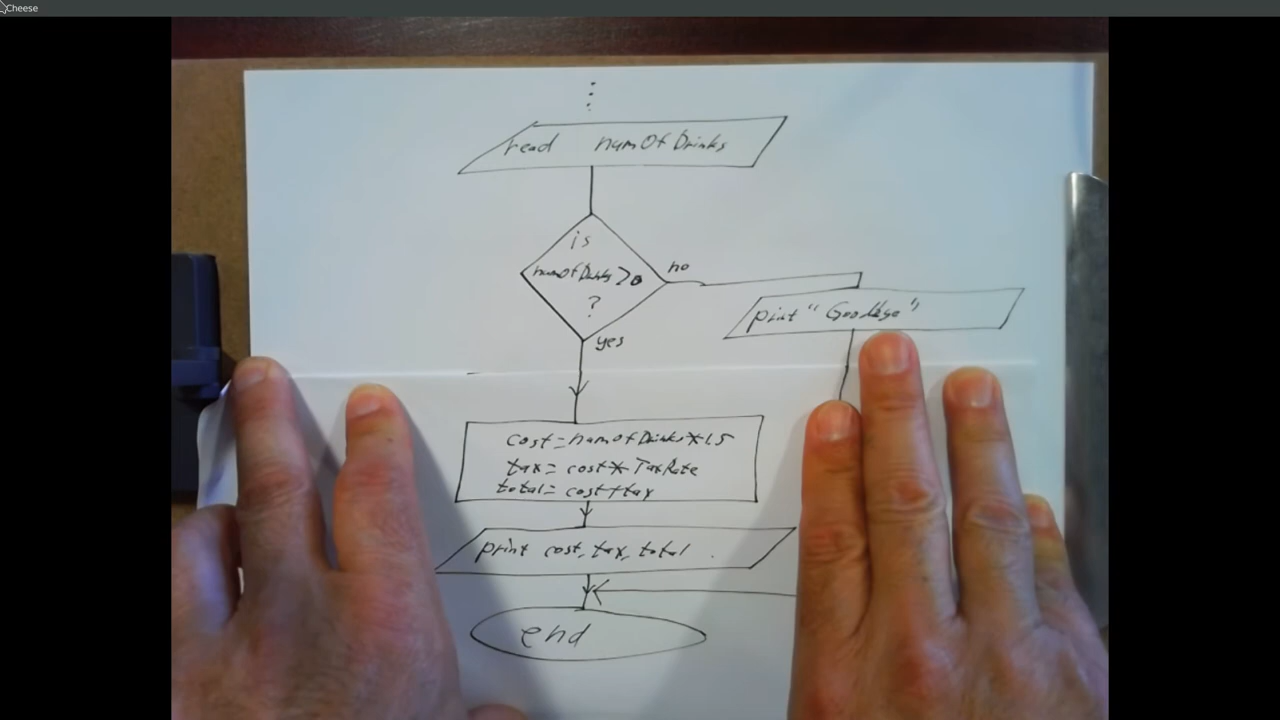 Cheese
read numOfDrinks
is
numOfDrinks > 0
?
no
print "Goodbye"
yes
cost = numOfDrinks * 1.5
tax = cost * TaxRate
total = cost + tax
print cost, tax, total
end